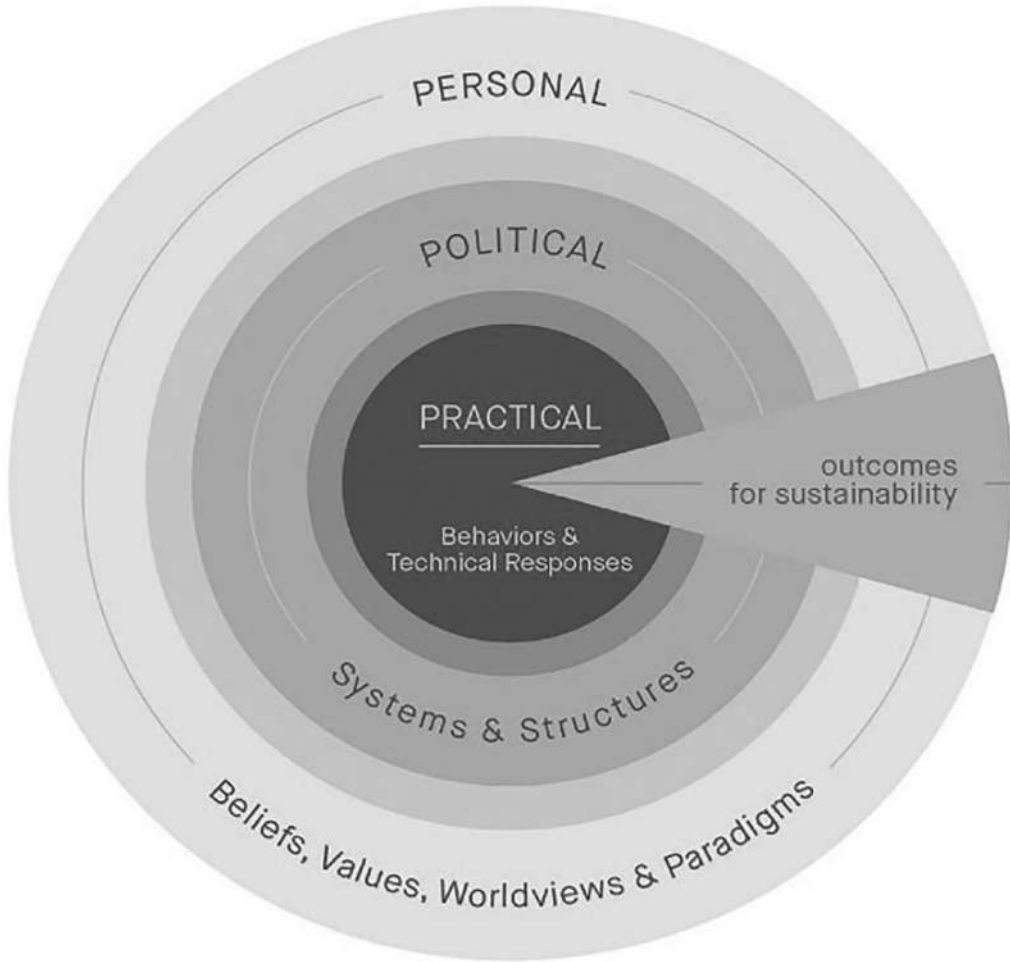 PERSONAL
POLITICAL
PRACTICAL
outcomes
for sustainability
Behaviors &
Technical Responses
Systems & Structures
Beliefs, Values, Worldviews & Paradigms